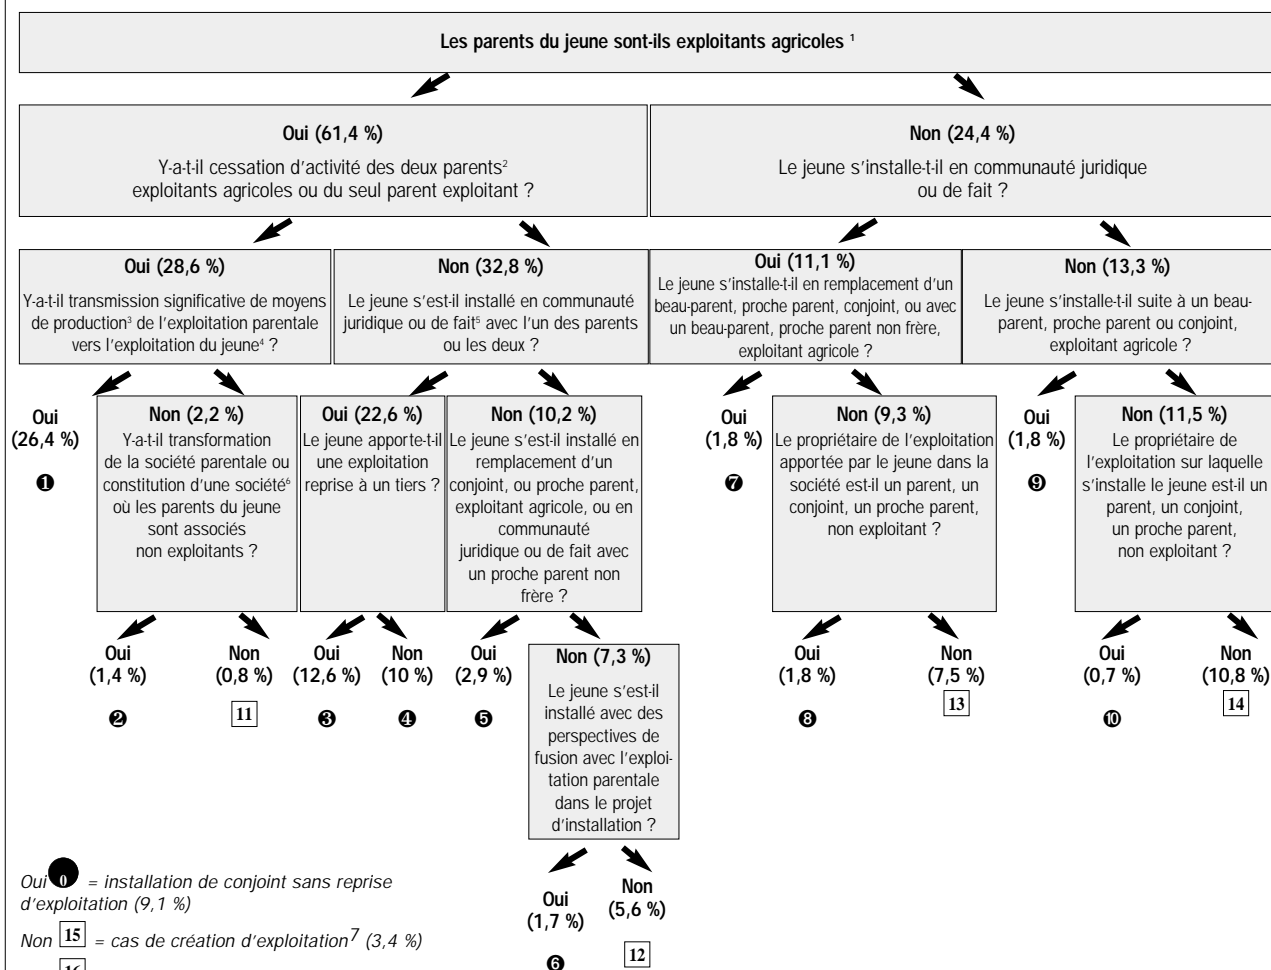 Les parents du jeune sont-ils exploitants agricoles 1
Oui (61,4 %)
Y-a-t-il cessation d'activité des deux parents2
exploitants agricoles ou du seul parent exploitant ?
Non (24,4 %)
Le jeune s'installe-t-il en communauté juridique
ou de fait ?
Oui (28,6 %)
Y-a-t-il transmission significative de moyens
de production3 de l'exploitation parentale
vers l'exploitation du jeune4 ?
Non (32,8 %)
Le jeune s'est-il installé en communauté
juridique ou de fait5 avec l'un des parents
ou les deux ?
Oui (11,1 %)
Le jeune s'installe-t-il en remplacement d'un
beau-parent, proche parent, conjoint, ou avec
un beau-parent, proche parent non frère,
exploitant agricole ?
Non (13,3 %)
Le jeune s'installe-t-il suite à un beau-
parent, proche parent ou conjoint,
exploitant agricole ?
Oui
(26,4 %)
❶
Non (2,2 %)
Y-a-t-il transformation
de la société parentale ou
constitution d'une société6
où les parents du jeune
sont associés
non exploitants ?
Oui (22,6 %)
Le jeune apporte-t-il
une exploitation
reprise à un tiers ?
Non (10,2 %)
Le jeune s'est-il installé en
remplacement d'un
conjoint, ou proche parent,
exploitant agricole, ou en
communauté
juridique ou de fait avec
un proche parent non
frère ?
Oui
(1,8 %)
❼
Non (9,3 %)
Le propriétaire de l'exploitation
apportée par le jeune dans la
société est-il un parent, un
conjoint, un proche parent,
non exploitant ?
Oui
(1,8 %)
❾
Non (11,5 %)
Le propriétaire de
l'exploitation sur laquelle
s'installe le jeune est-il un
parent, un conjoint,
un proche parent,
non exploitant ?
Oui
(1,4 %)
❷
Non
(0,8 %)
11
Oui
(12,6 %)
❸
Non
(10 %)
❹
Oui
(2,9 %)
❺
Non (7,3 %)
Le jeune s'est-il
installé avec des
perspectives de
fusion avec l'exploi-
tation parentale
dans le projet
d'installation ?
Oui
(1,8 %)
❽
Non
(7,5 %)
13
Oui
(0,7 %)
❿
Non
(10,8 %)
14
Oui
(1,7 %)
❻
Non
(5,6 %)
12
Oui 0 = installation de conjoint sans reprise
d'exploitation (9,1 %)
Non 15 = cas de création d'exploitation7 (3,4 %)
16